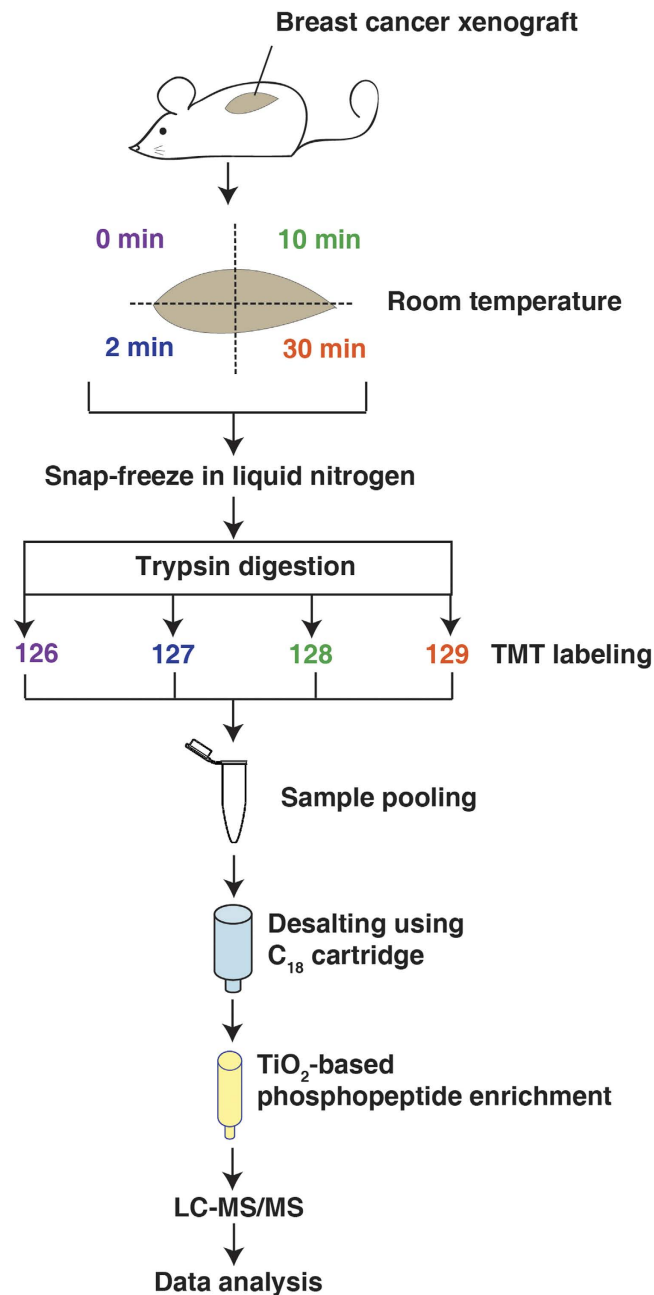 Breast cancer xenograft
0 min
10 min
Room temperature
2 min
30 min
Snap-freeze in liquid nitrogen
Trypsin digestion
126
127
128
129
TMT labeling
Sample pooling
Desalting using
C₁₈ cartridge
TiO₂-based
phosphopeptide enrichment
LC-MS/MS
Data analysis